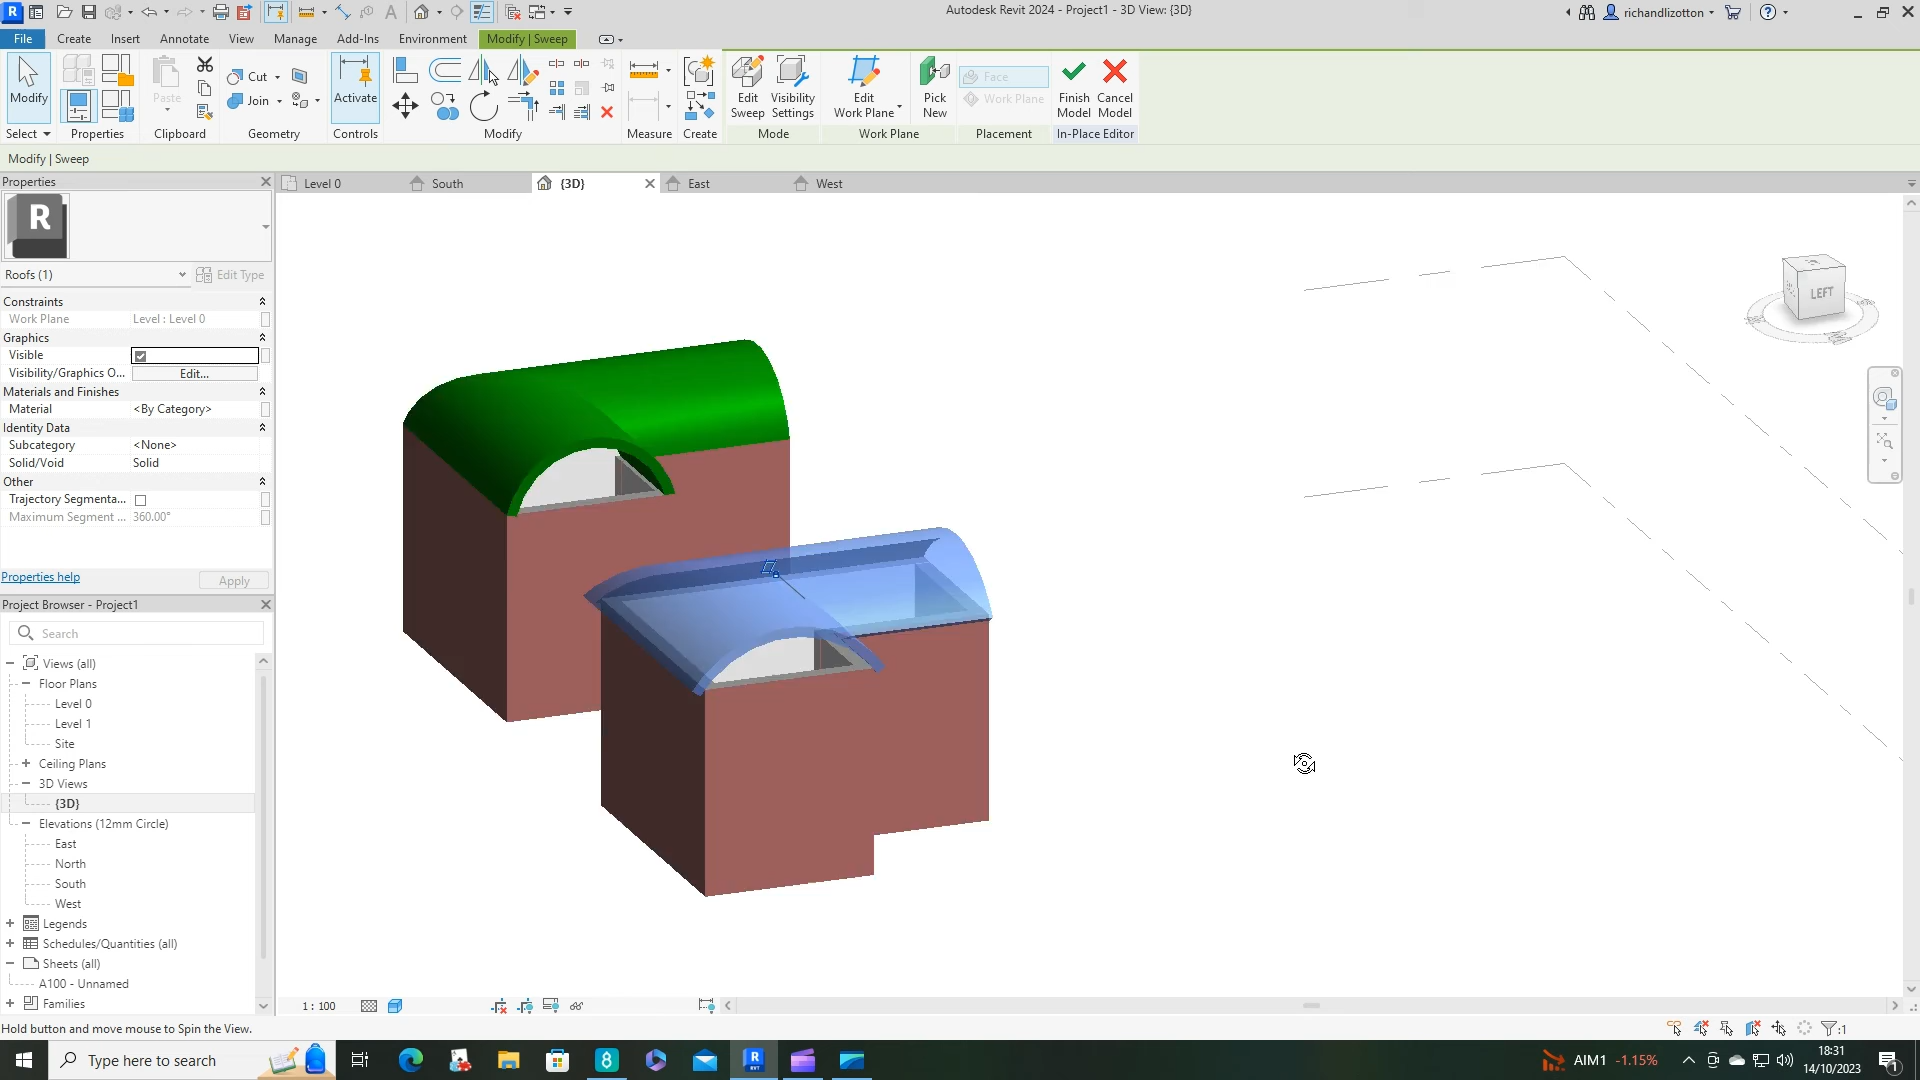 Autodesk Revit 2024 - Project1 - 3D View: {3D}
richandlizotton
File
Create
Insert
Annotate
View
Manage
Add-Ins
Environment
Modify | Sweep
Modify
Paste
Cut
Join
Activate
Edit
Sweep
Visibility
Settings
Edit
Work Plane
Pick
New
Face
Work Plane
Finish
Model
Cancel
Model
Select
Properties
Clipboard
Geometry
Controls
Modify
Measure
Create
Mode
Work Plane
Placement
In-Place Editor
Modify | Sweep
Properties
Level 0
South
{3D}
East
West
R
Roofs (1)
Edit Type
Constraints
Work Plane
Level : Level 0
Graphics
Visible
Visibility/Graphics O...
Edit...
Materials and Finishes
Material
<By Category>
Identity Data
Subcategory
<None>
Solid/Void
Solid
Other
Trajectory Segmenta...
Maximum Segment ...
360.00°
Properties help
Apply
Project Browser - Project1
Search
Views (all)
Floor Plans
Level 0
Level 1
Site
Ceiling Plans
3D Views
{3D}
Elevations (12mm Circle)
East
North
South
West
Legends
Schedules/Quantities (all)
Sheets (all)
A100 - Unnamed
Families
LEFT
1 : 100
Hold button and move mouse to Spin the View.
:1
Type here to search
AIM1 -1.15%
18:31
14/10/2023
1